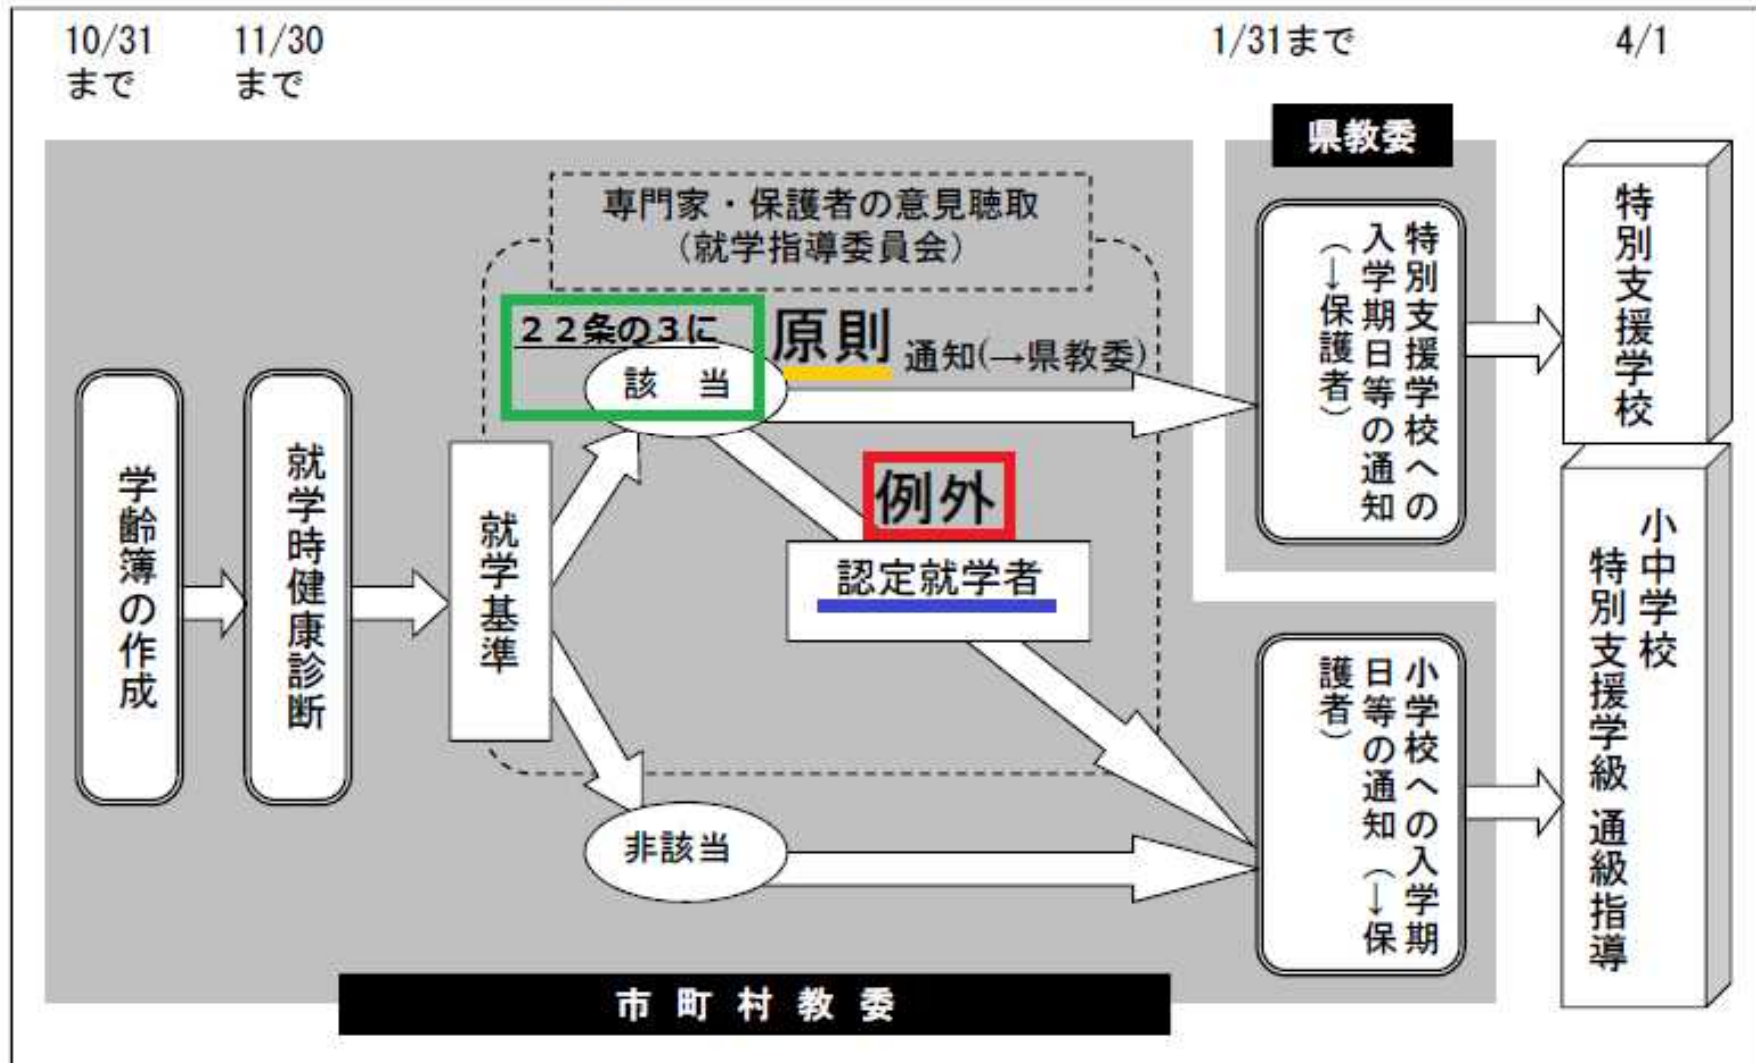 10/31
まで
11/30
まで
1/31まで
4/1
県教委
専門家・保護者の意見聴取
(就学指導委員会)
22条の3に
該 当
原則
通知(→県教委)
例外
認定就学者
学齢簿の作成
就学時健康診断
就学基準
非該当
特別支援学校への
入学期日等の通知
(→保護者)
小学校への入学期
日等の通知 (→保
護者)
特別支援学校
小中学校
特別支援学級 通級指導
市町村教委